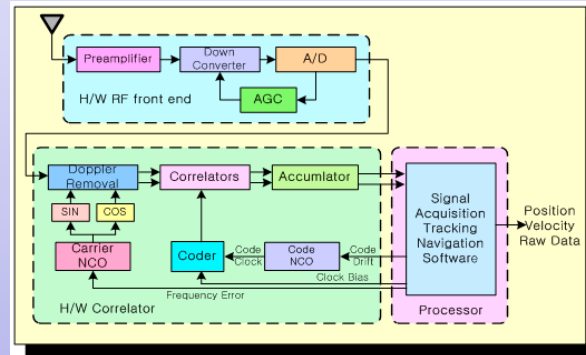 Preamplifier
Down
Converter
A/D
AGC
H/W RF front end
Doppler
Removal
Correlators
Accumlator
SIN
COS
Carrier
NCO
Coder
Code
Clock
Code
NCO
Code
Drift
Clock Bias
Frequency Error
H/W Correlator
Signal
Acquisition
Tracking
Navigation
Software
Processor
Position
Velocity
Raw Data